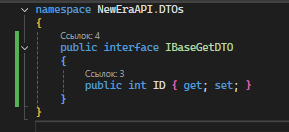 namespace NewEraAPI.DTOs
{
Ссылок: 4
public interface IBaseGetDTO
{
Ссылок: 3
public int ID { get; set; }
}
}